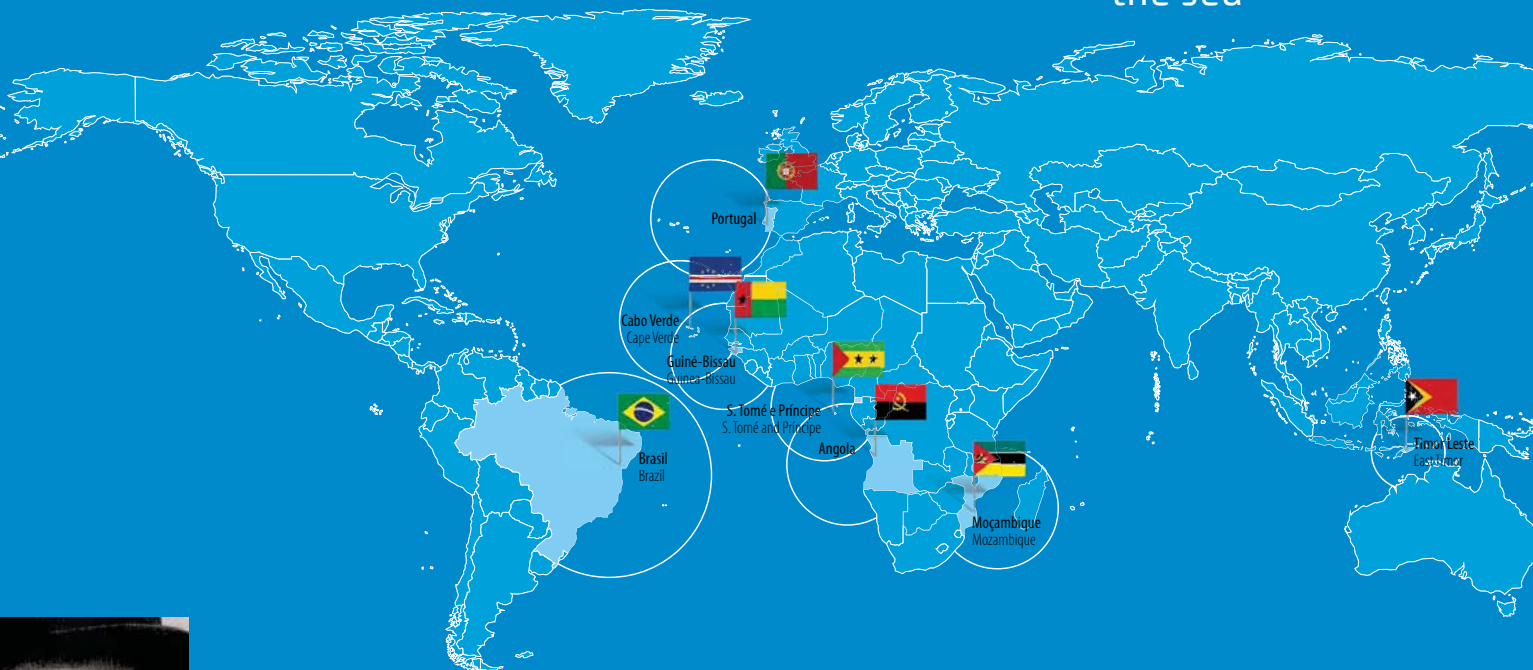 the sea
Portugal
Cabo Verde
Cape Verde
Guiné-Bissau
Guinea-Bissau
S. Tomé e Príncipe
S. Tomé and Príncipe
Angola
Brasil
Brazil
Moçambique
Mozambique
Timor Leste
East Timor